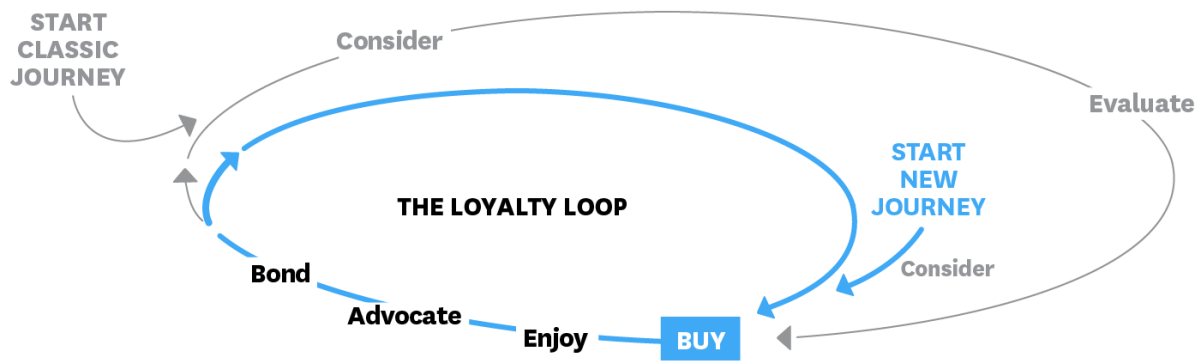 START
CLASSIC
JOURNEY
Consider
Evaluate
START
NEW
JOURNEY
THE LOYALTY LOOP
Consider
Bond
Advocate
Enjoy
BUY